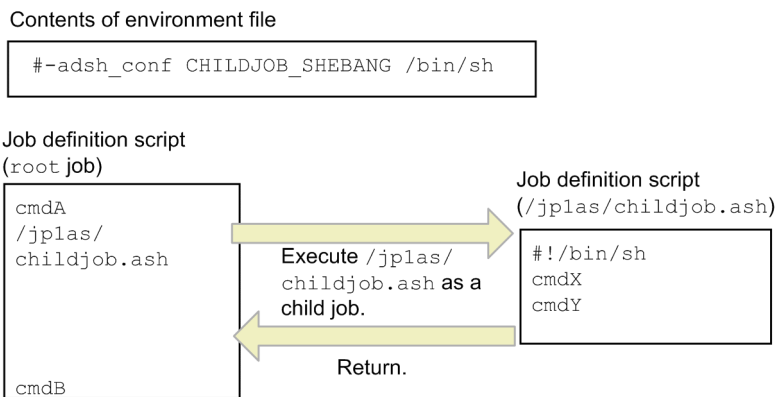 Contents of environment file
#-adsh_conf CHILDJOB_SHEBANG /bin/sh
Job definition script
(root job)
cmdA
/jp1as/
childjob.ash
cmdB
Execute /jp1as/
childjob.ash as a
child job.
Return.
Job definition script
(/jp1as/childjob.ash)
#!/bin/sh
cmdX
cmdY